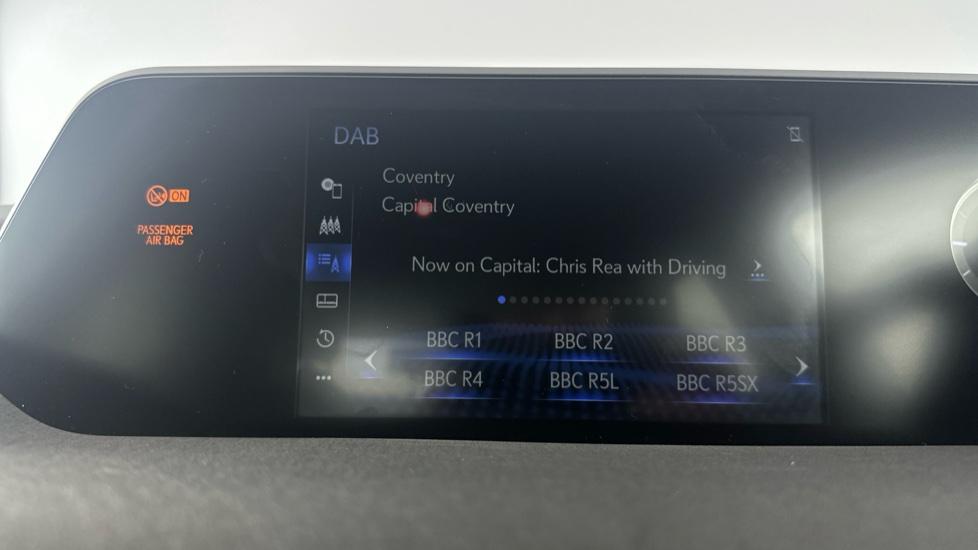 DAB
Coventry
Capital Coventry
ON
PASSENGER
AIR BAG
Now on Capital: Chris Rea with Driving
BBC R1 BBC R2 BBC R3
BBC R4 BBC R5L BBC R5SX